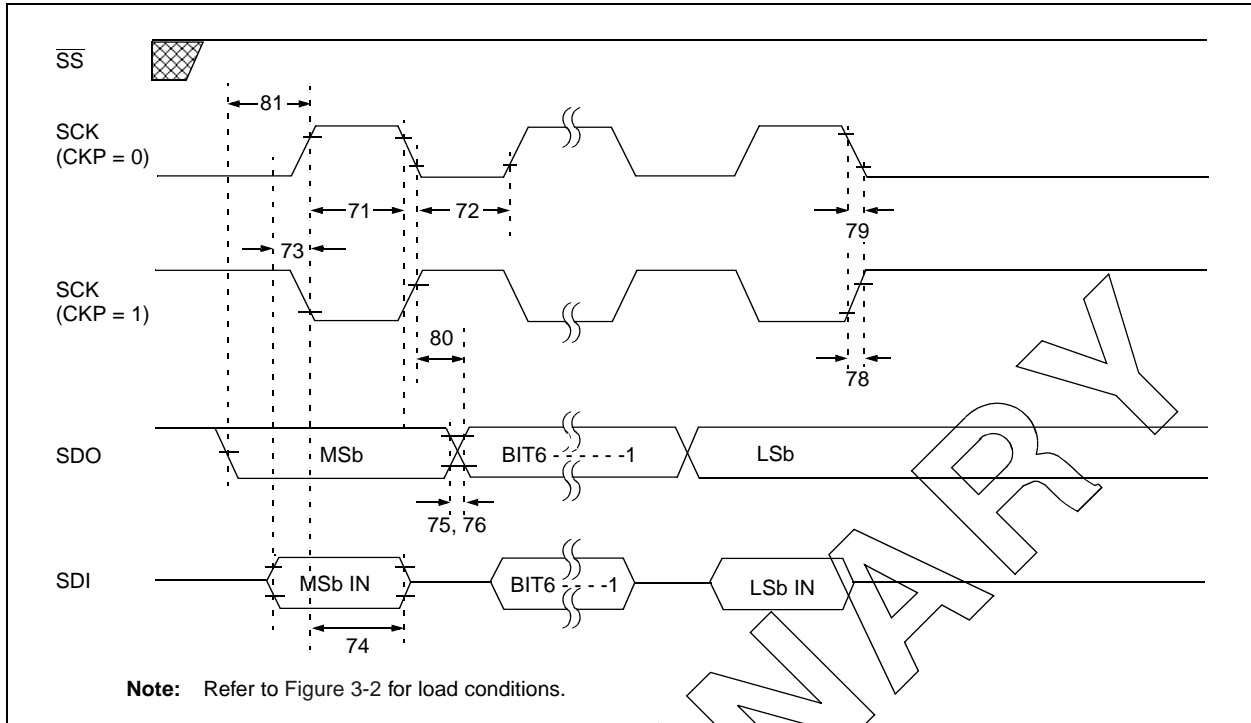 SS
81
SCK
(CKP = 0)
71
72
79
73
SCK
(CKP = 1)
80
78
SDO
MSb
BIT6 - - - - - - -1
LSb
75, 76
SDI
MSb IN
BIT6 - - - - -1
LSb IN
74
Note: Refer to Figure 3-2 for load conditions.
NARY